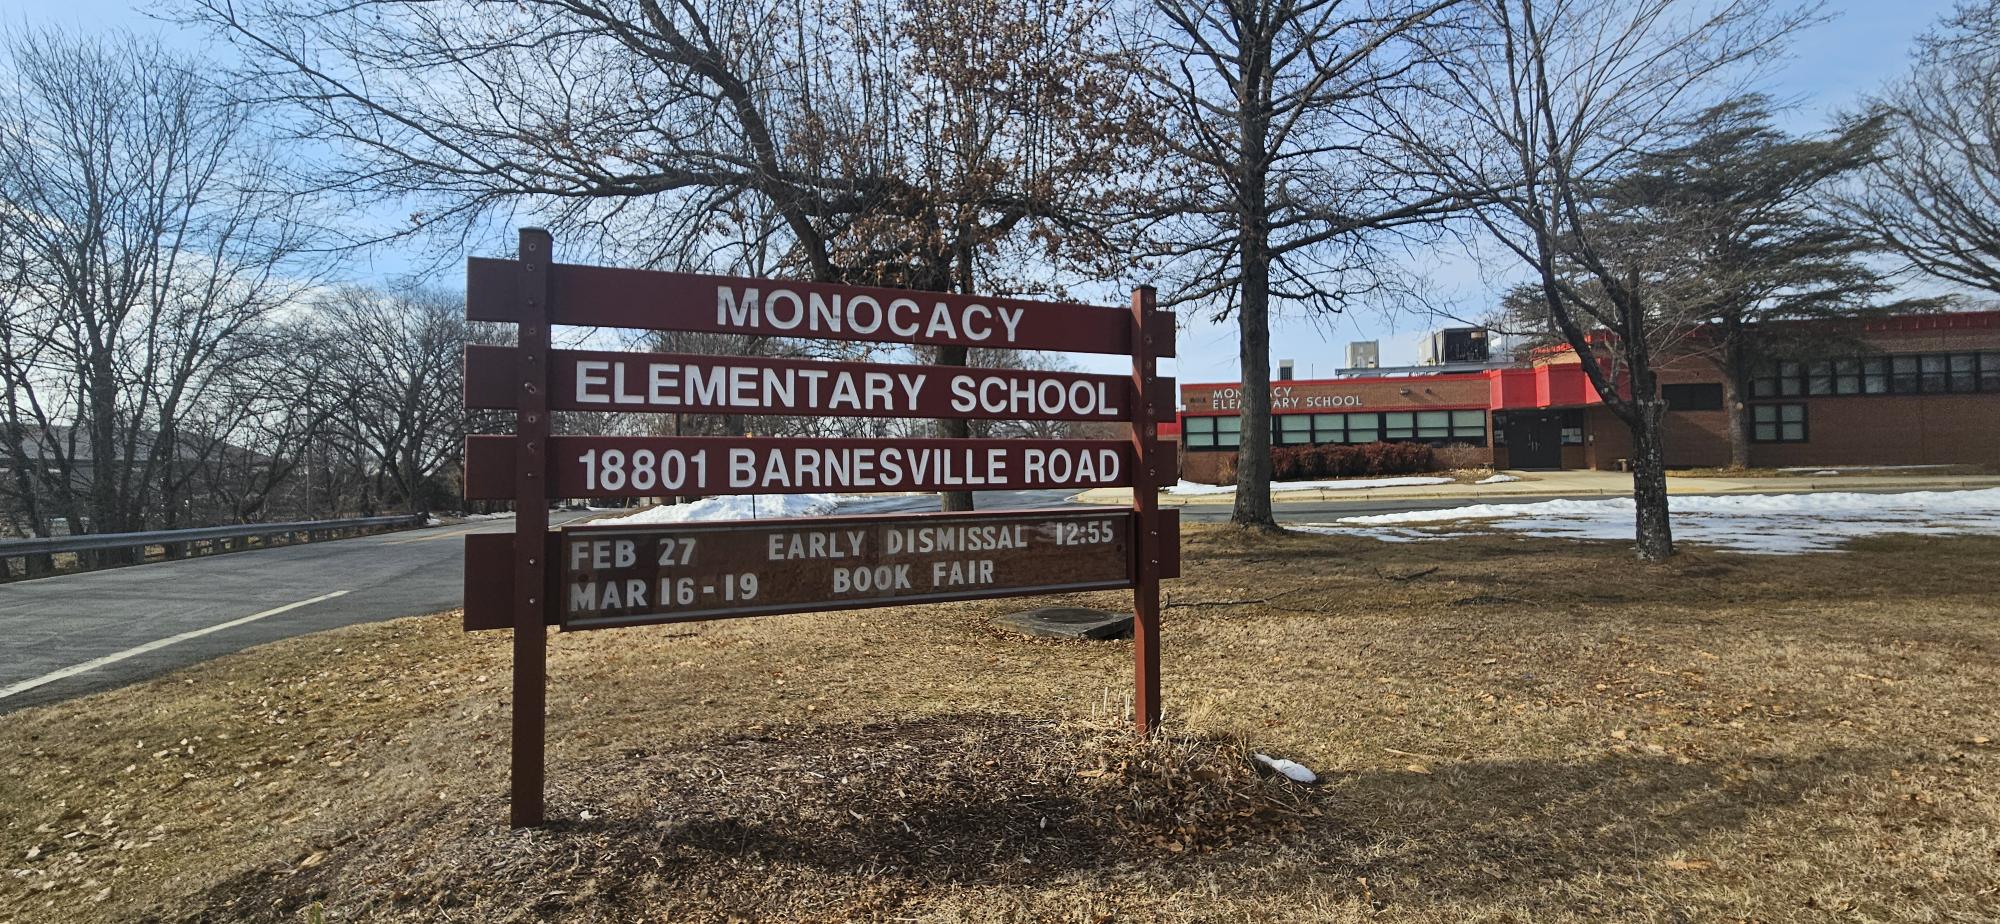 MONOCACY
ELEMENTARY SCHOOL
18801 BARNESVILLE ROAD
FEB 27 EARLY DISMISSAL 12:55
MAR 16-19 BOOK FAIR
MONOCACY
ELEMENTARY SCHOOL